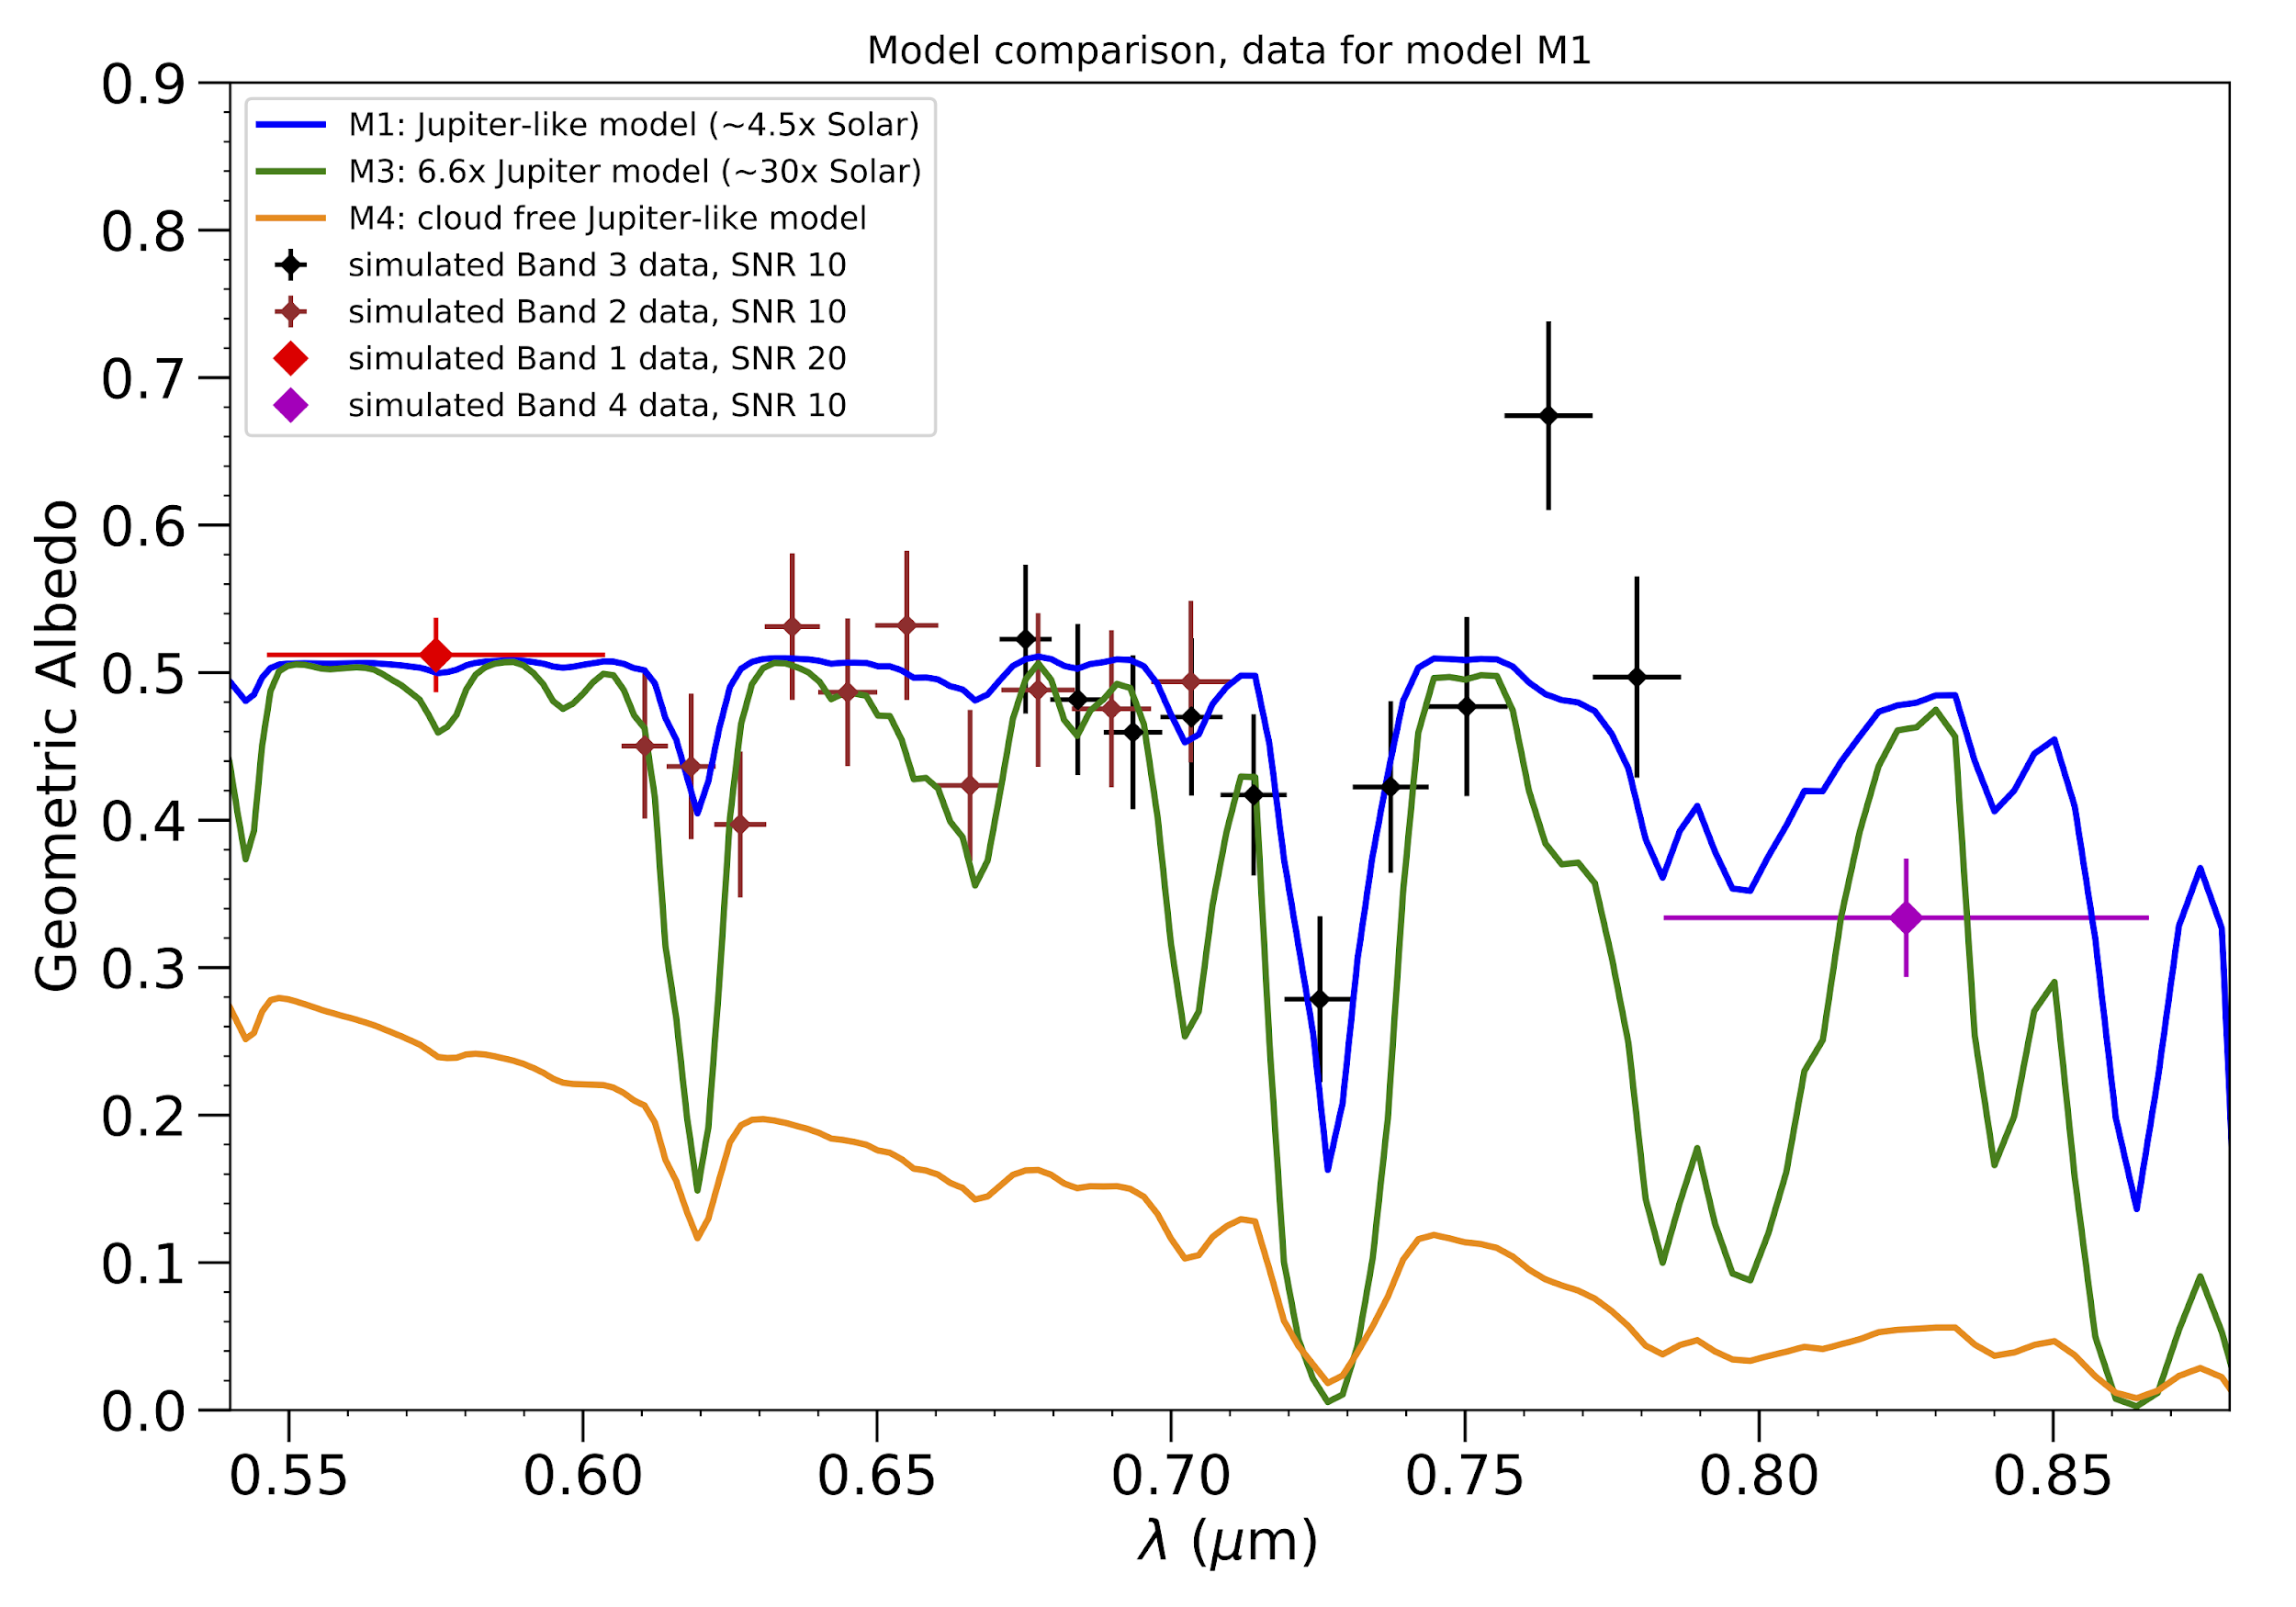 Model comparison, data for model M1
M1: Jupiter-like model (~4.5x Solar)
M3: 6.6x Jupiter model (~30x Solar)
M4: cloud free Jupiter-like model
simulated Band 3 data, SNR 10
simulated Band 2 data, SNR 10
simulated Band 1 data, SNR 20
simulated Band 4 data, SNR 10
Geometric Albedo
0.9
0.8
0.7
0.6
0.5
0.4
0.3
0.2
0.1
0.0
0.55 0.60 0.65 0.70 0.75 0.80 0.85
λ (μm)